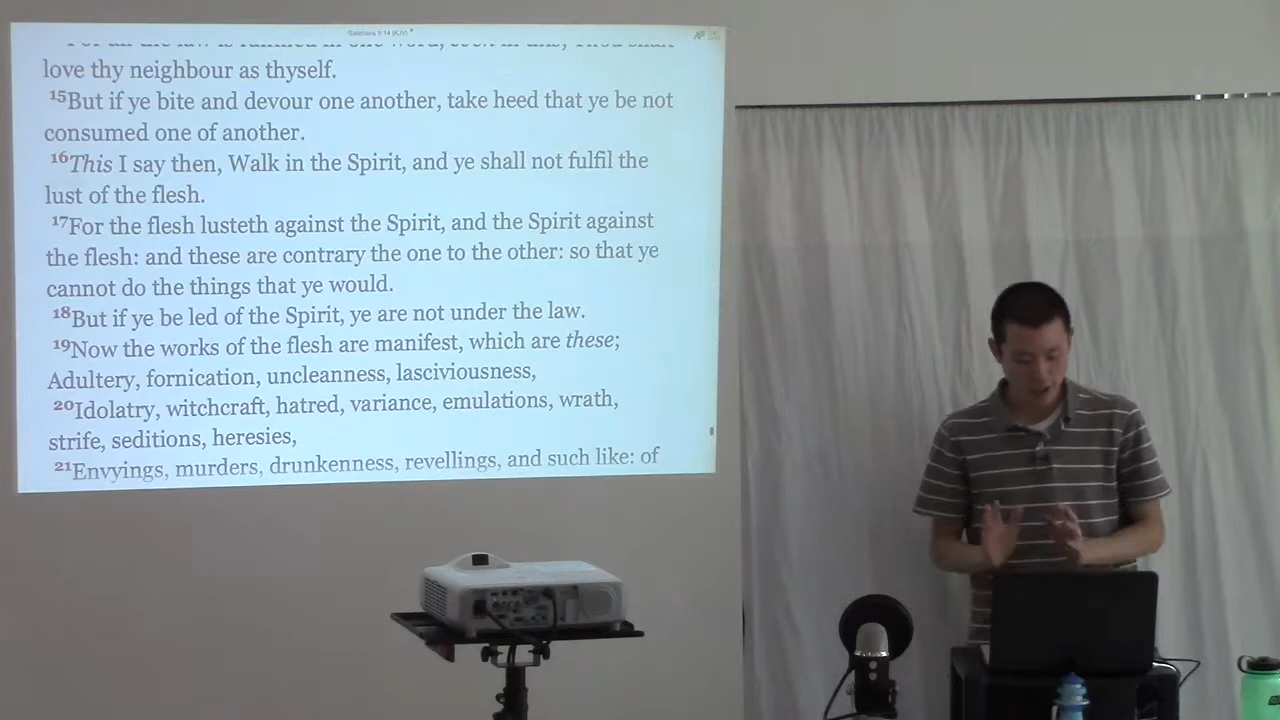 Galatians 5:14 (KJV)
love thy neighbour as thyself.
15But if ye bite and devour one another, take heed that ye be not
consumed one of another.
16This I say then, Walk in the Spirit, and ye shall not fulfil the
lust of the flesh.
17For the flesh lusteth against the Spirit, and the Spirit against
the flesh: and these are contrary the one to the other: so that ye
cannot do the things that ye would.
18But if ye be led of the Spirit, ye are not under the law.
19Now the works of the flesh are manifest, which are these;
Adultery, fornication, uncleanness, lasciviousness,
20Idolatry, witchcraft, hatred, variance, emulations, wrath,
strife, seditions, heresies,
21Envyings, murders, drunkenness, revellings, and such like: of